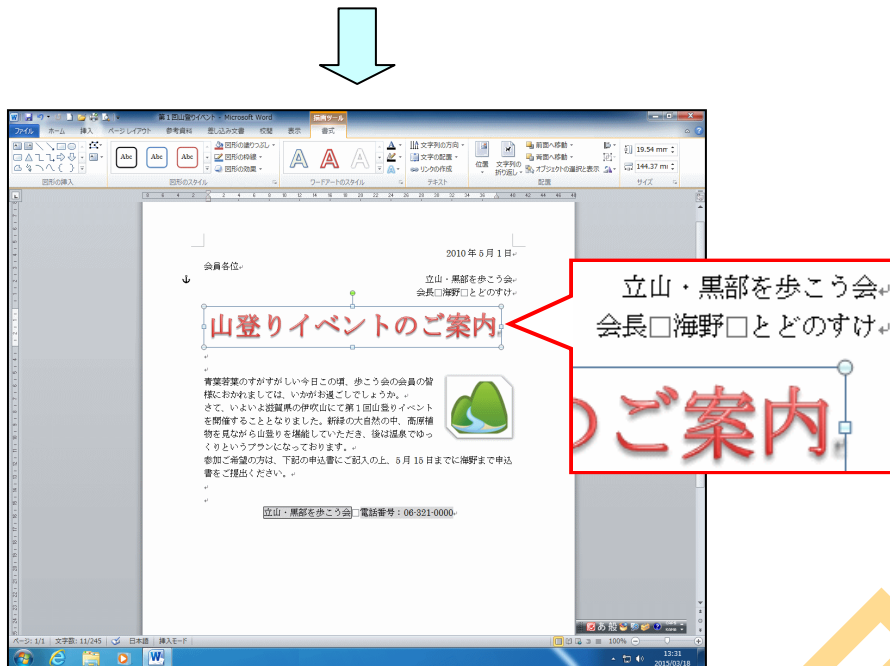 第1回山登りイベント - Microsoft Word
描画ツール
ファイル ホーム 挿入 ページ レイアウト 参考資料 差し込み文書 校閲 表示 書式
Abc Abc Abc
図形の塗りつぶし
図形の枠線
図形の効果
A A A
文字列の方向
文字の配置
リンクの作成
位置 文字列の折り返し
前面へ移動
背面へ移動
オブジェクトの選択と表示
19.54 mm
144.37 mm
図形の挿入 図形のスタイル ワードアートのスタイル テキスト 配置 サイズ
2010年5月1日
会員各位
立山・黒部を歩こう会
会長□海野□とどのすけ
山登りイベントのご案内
青葉若葉のすがすがしい今日この頃、歩こう会の会員の皆
様におかれましては、いかがお過ごしでしょうか。
さて、いよいよ滋賀県の伊吹山にて第1回山登りイベント
を開催することとなりました。新緑の大自然の中、高原植
物を見ながら山登りを堪能していただき、後は温泉でゆっ
くりというプランになっております。
参加ご希望の方は、下記の申込書にご記入の上、5月15日までに海野まで申込
書をご提出ください。
立山・黒部を歩こう会□電話番号：06-321-0000
立山・黒部を歩こう会
会長□海野□とどのすけ
のご案内
ページ: 1/1 文字数: 11/245 日本語 挿入モード
100%
あ 般
13:31
2015/03/18